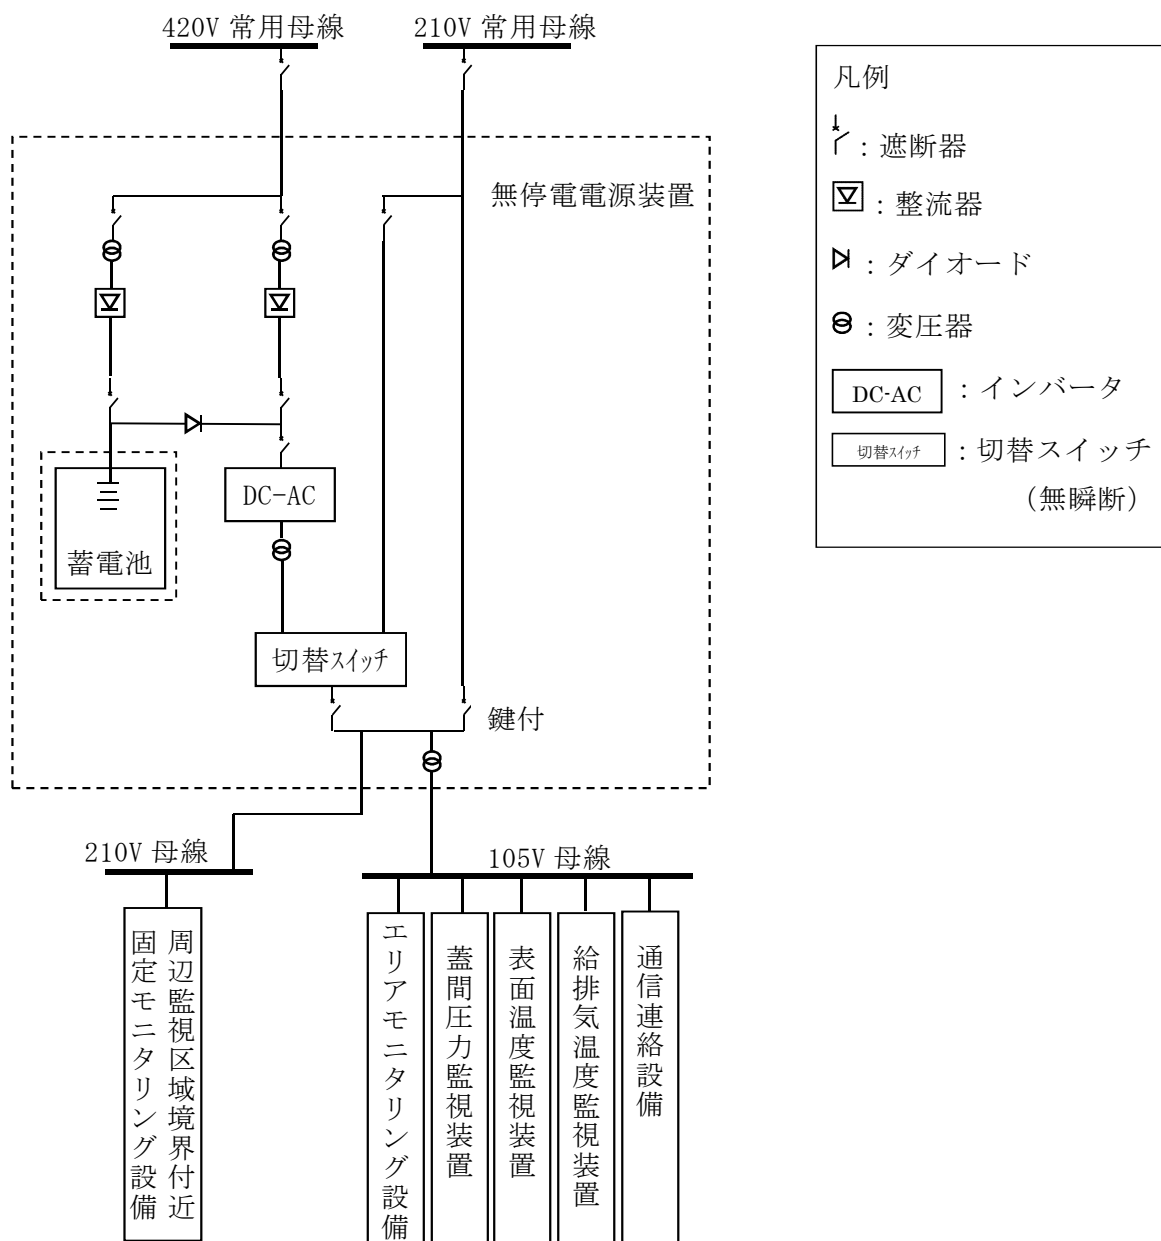 420V 常用母線
210V 常用母線
無停電電源装置
DC-AC
蓄電池
切替スイッチ
鍵付
210V 母線
105V 母線
周辺監視区域境界付近
固定モニタリング設備
エリアモニタリング設備
蓋間圧力監視装置
表面温度監視装置
給排気温度監視装置
通信連絡設備
凡例
：遮断器
：整流器
：ダイオード
：変圧器
DC-AC ：インバータ
切替スイッチ ：切替スイッチ
（無瞬断）